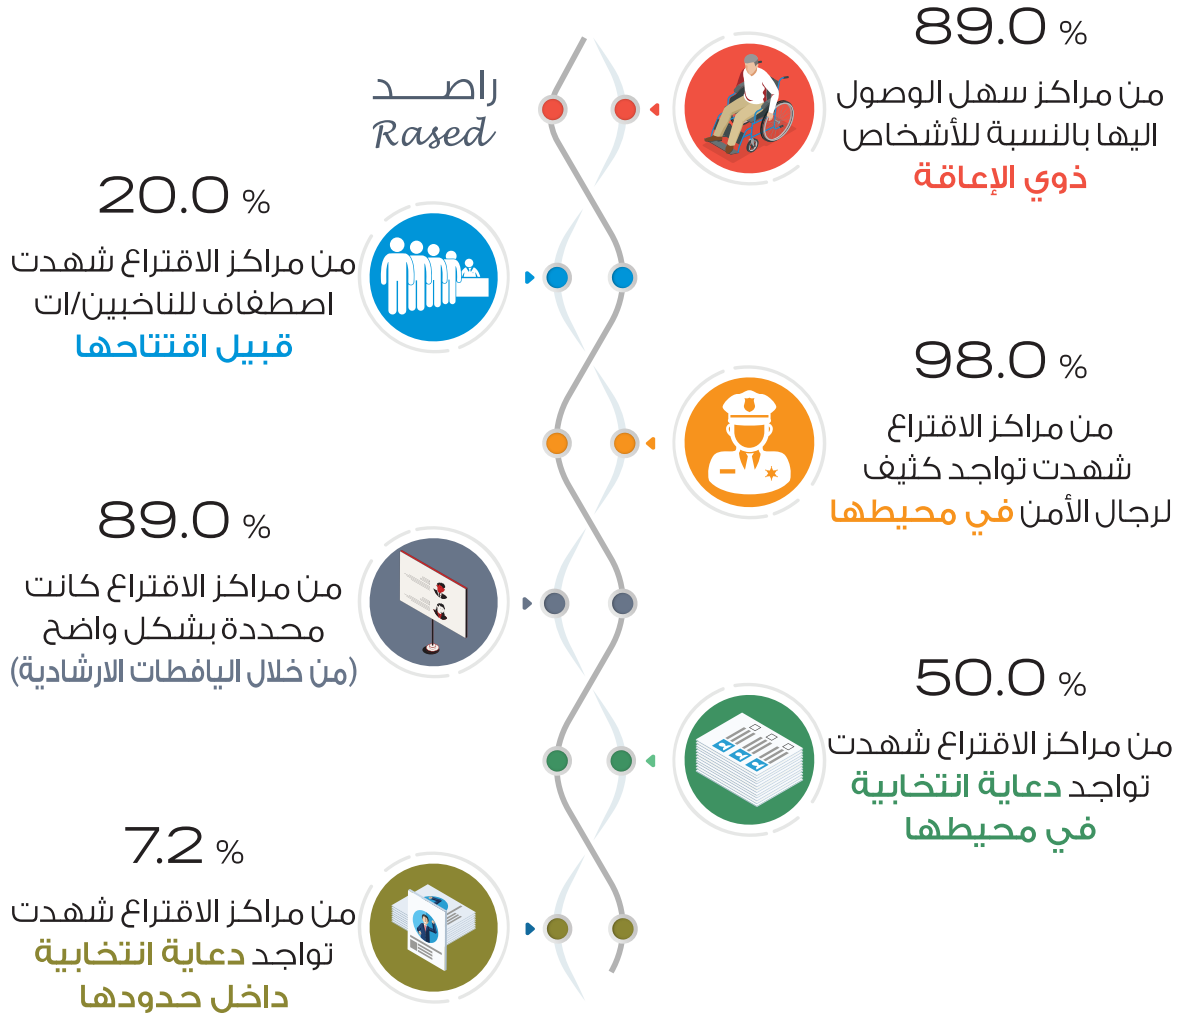 89.0 %
من مراكز سهل الوصول
اليها بالنسبة للأشخاص
ذوي الإعاقة
راصد
Rased
20.0 %
من مراكز الاقتراع شهدت
اصطفاف للناخبين/ات
قبيل افتتاحها
98.0 %
من مراكز الاقتراع
شهدت تواجد كثيف
لرجال الأمن في محيطها
89.0 %
من مراكز الاقتراع كانت
محددة بشكل واضح
(من خلال اليافطات الارشادية)
50.0 %
من مراكز الاقتراع شهدت
تواجد دعاية انتخابية
في محيطها
7.2 %
من مراكز الاقتراع شهدت
تواجد دعاية انتخابية
داخل حدودها